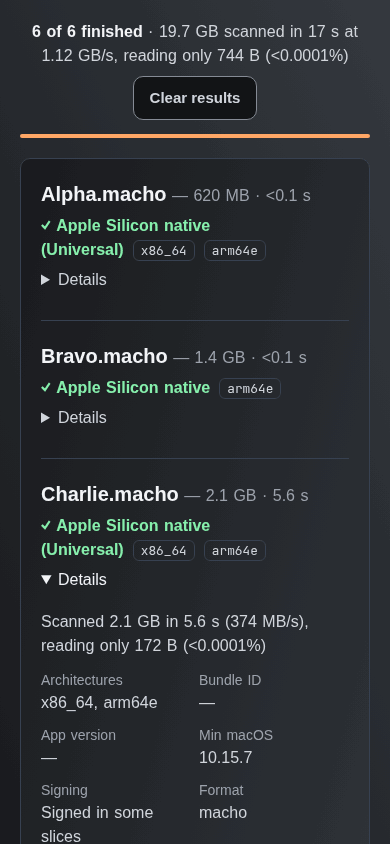 6 of 6 finished · 19.7 GB scanned in 17 s at
1.12 GB/s, reading only 744 B (<0.0001%)
Clear results
Alpha.macho — 620 MB · <0.1 s
✓ Apple Silicon native
(Universal) x86_64 arm64e
▶ Details
Bravo.macho — 1.4 GB · <0.1 s
✓ Apple Silicon native arm64e
▶ Details
Charlie.macho — 2.1 GB · 5.6 s
✓ Apple Silicon native
(Universal) x86_64 arm64e
▼ Details
Scanned 2.1 GB in 5.6 s (374 MB/s),
reading only 172 B (<0.0001%)
Architectures Bundle ID
x86_64, arm64e —
App version Min macOS
— 10.15.7
Signing Format
Signed in some macho
slices